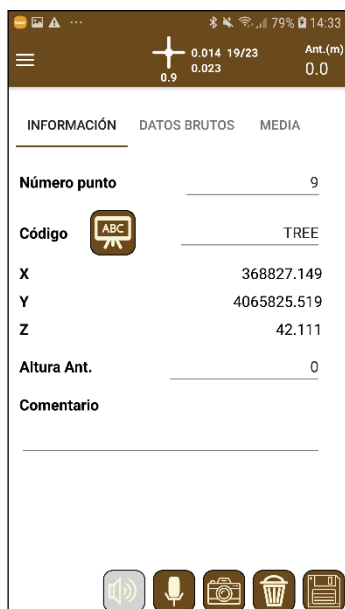 79% 14:33
0.014 19/23 Ant.(m)
0.9 0.023 0.0
INFORMACIÓN DATOS BRUTOS MEDIA
Número punto 9
Código ABC TREE
X 368827.149
Y 4065825.519
Z 42.111
Altura Ant. 0
Comentario